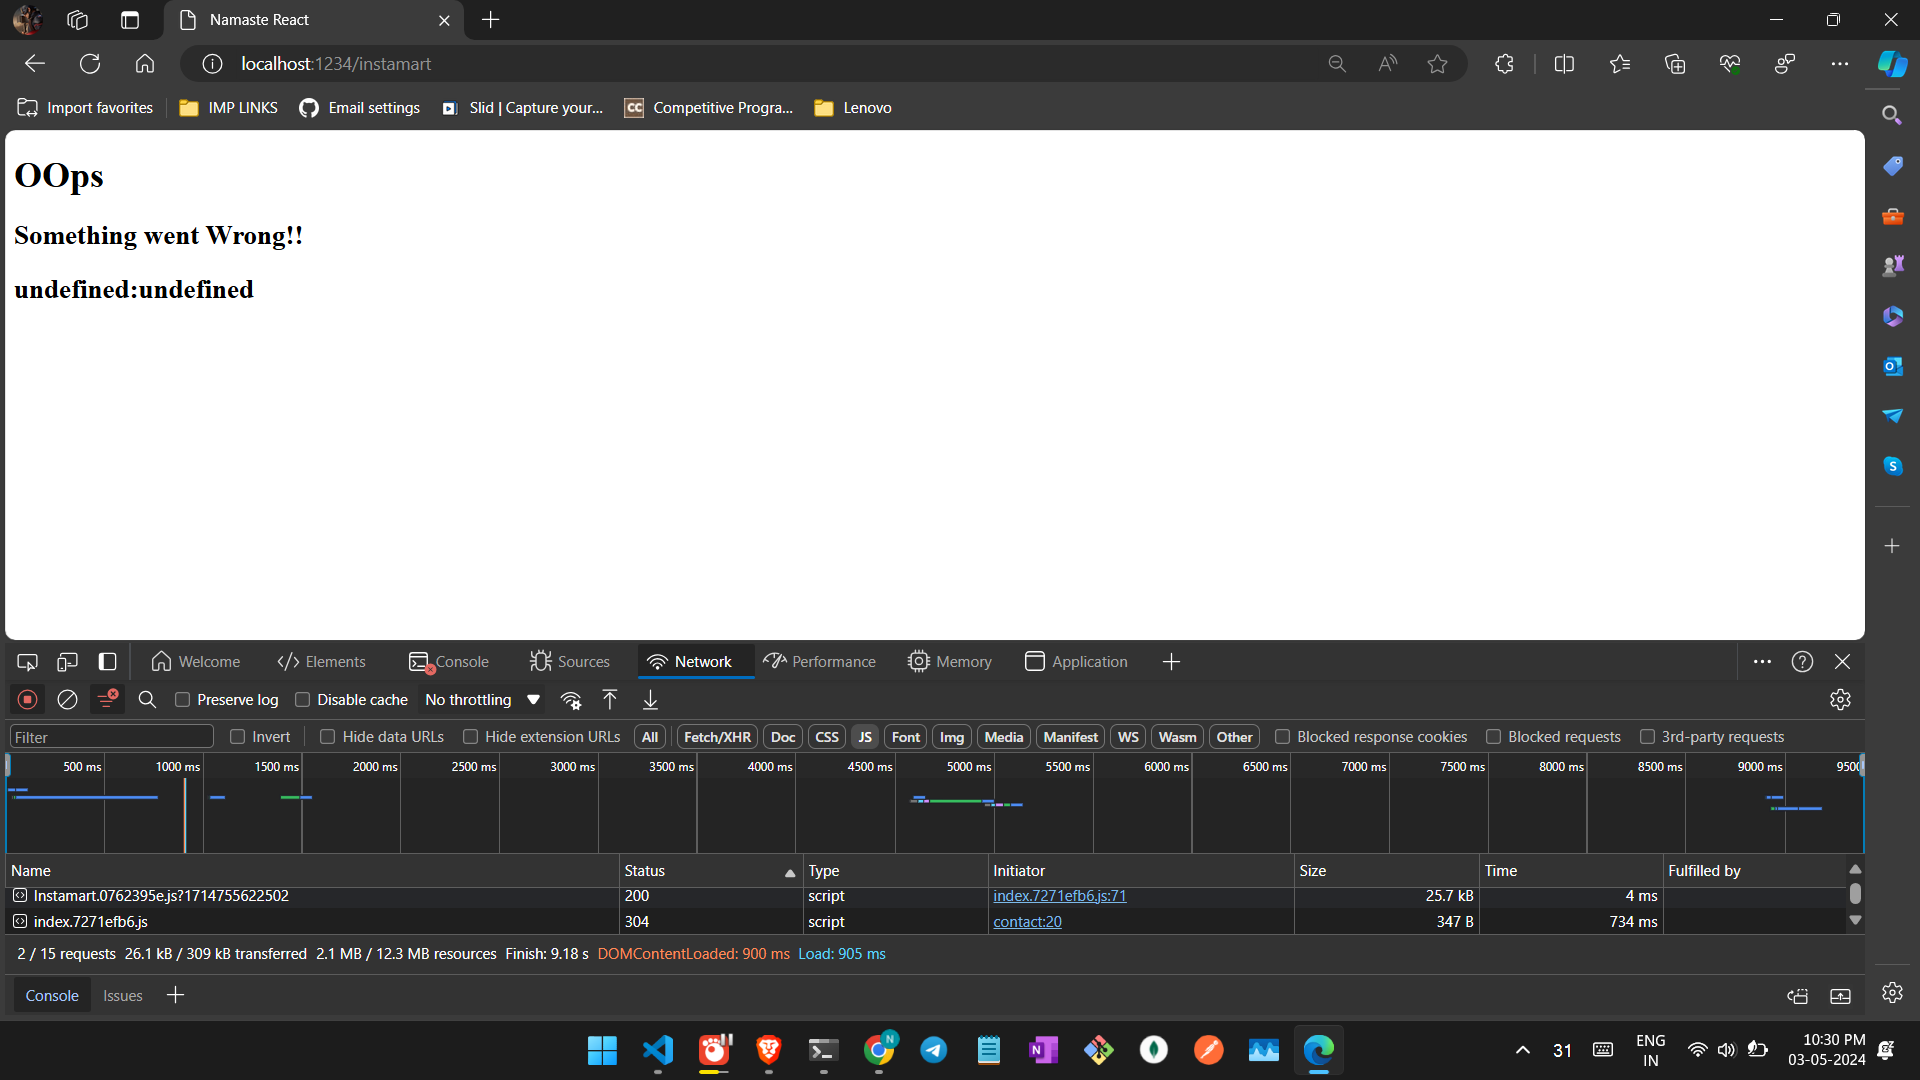 Namaste React
localhost:1234/instamart
Import favorites
IMP LINKS
Email settings
Slid | Capture your...
CC
Competitive Progra...
Lenovo
OOps
Something went Wrong!!
undefined:undefined
Welcome
Elements
Console
Sources
Network
Performance
Memory
Application
Preserve log
Disable cache
No throttling
Filter
Invert
Hide data URLs
Hide extension URLs
All
Fetch/XHR
Doc
CSS
JS
Font
Img
Media
Manifest
WS
Wasm
Other
Blocked response cookies
Blocked requests
3rd-party requests
500 ms
1000 ms
1500 ms
2000 ms
2500 ms
3000 ms
3500 ms
4000 ms
4500 ms
5000 ms
5500 ms
6000 ms
6500 ms
7000 ms
7500 ms
8000 ms
8500 ms
9000 ms
9500
Name Status Type Initiator Size Time Fulfilled by
Instamart.0762395e.js?1714755622502 200 script index.7271efb6.js:71 25.7 kB 4 ms
index.7271efb6.js 304 script contact:20 347 B 734 ms
2 / 15 requests 26.1 kB / 309 kB transferred 2.1 MB / 12.3 MB resources Finish: 9.18 s DOMContentLoaded: 900 ms Load: 905 ms
Console
Issues
N
N
31
ENG
IN
10:30 PM
03-05-2024